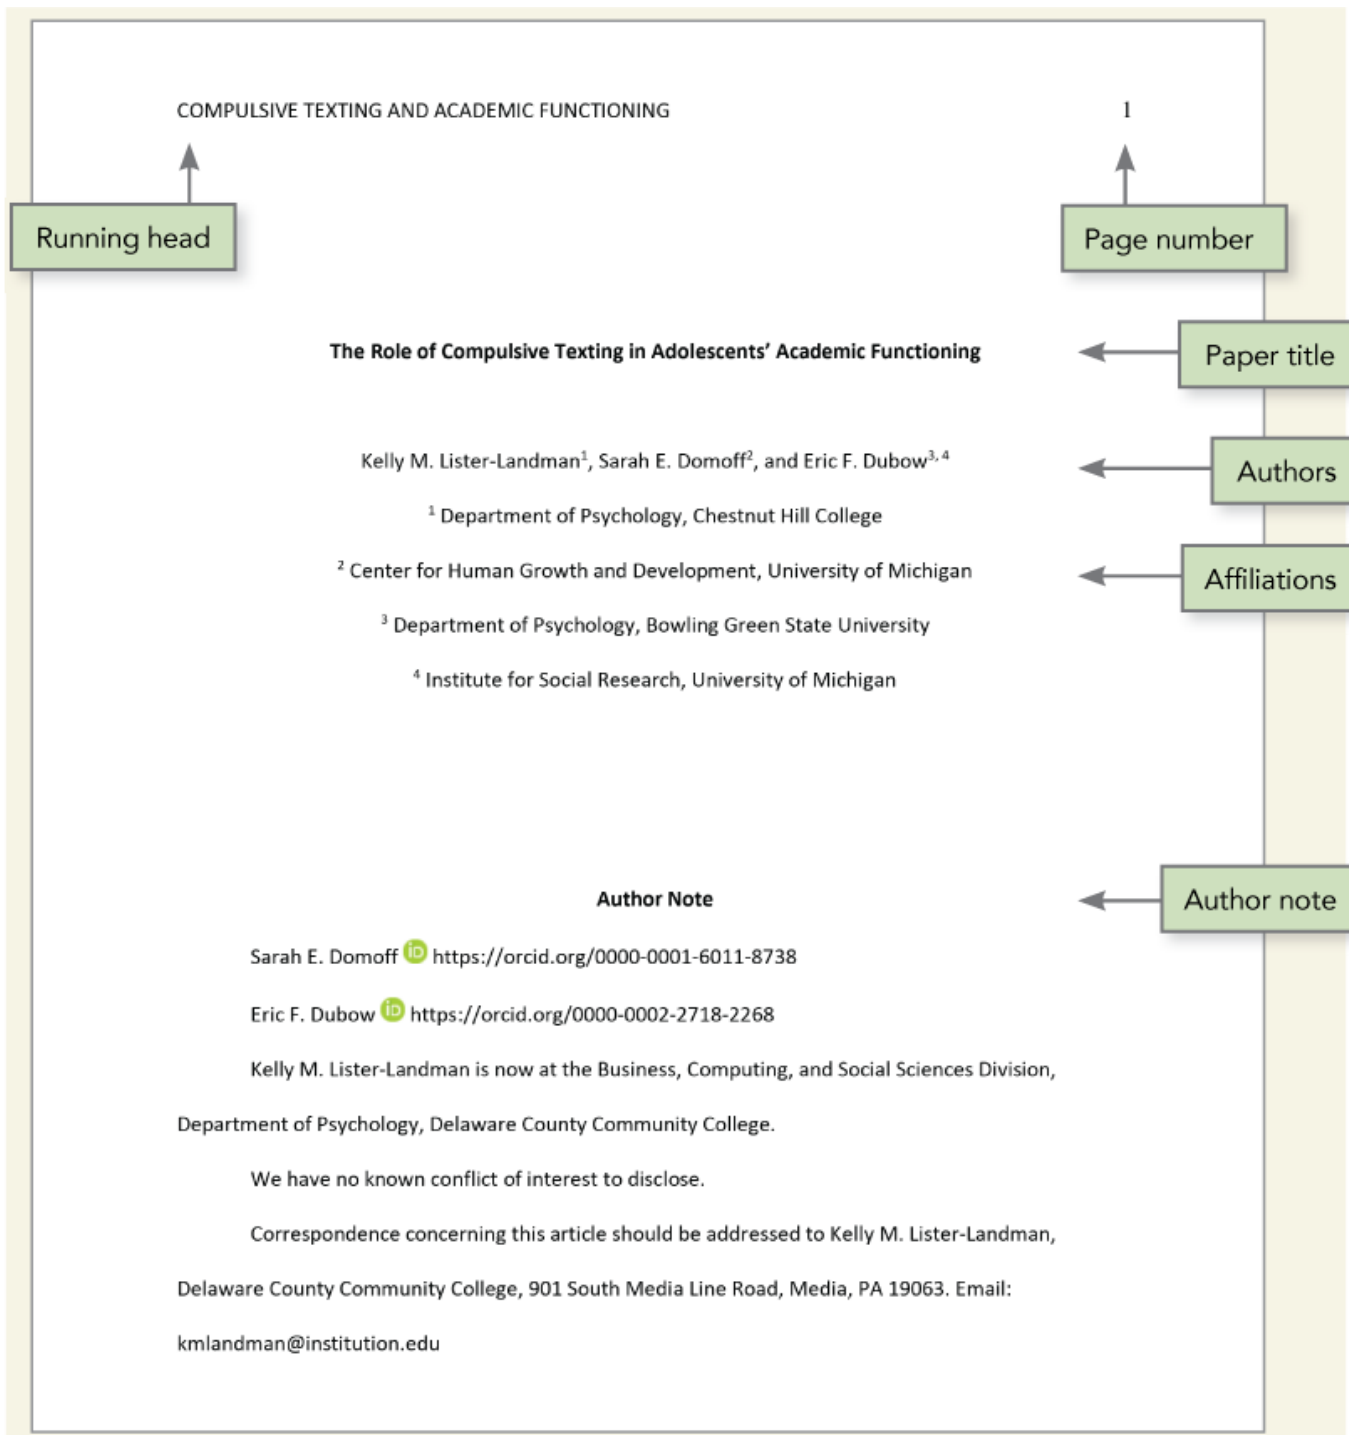 COMPULSIVE TEXTING AND ACADEMIC FUNCTIONING 1
Running head
Page number
The Role of Compulsive Texting in Adolescents’ Academic Functioning
Paper title
Kelly M. Lister-Landman¹, Sarah E. Domoff², and Eric F. Dubow³,⁴
Authors
¹ Department of Psychology, Chestnut Hill College
² Center for Human Growth and Development, University of Michigan
Affiliations
³ Department of Psychology, Bowling Green State University
⁴ Institute for Social Research, University of Michigan
Author Note
Author note
Sarah E. Domoff iD https://orcid.org/0000-0001-6011-8738
Eric F. Dubow iD https://orcid.org/0000-0002-2718-2268
Kelly M. Lister-Landman is now at the Business, Computing, and Social Sciences Division,
Department of Psychology, Delaware County Community College.
We have no known conflict of interest to disclose.
Correspondence concerning this article should be addressed to Kelly M. Lister-Landman,
Delaware County Community College, 901 South Media Line Road, Media, PA 19063. Email:
kmlandman@institution.edu